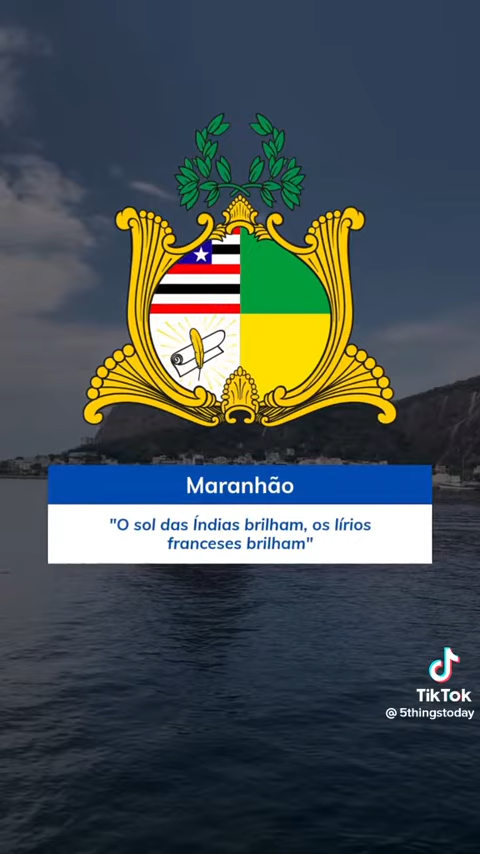 Maranhão
"O sol das Índias brilham, os lírios
franceses brilham"
TikTok
@ 5thingstoday